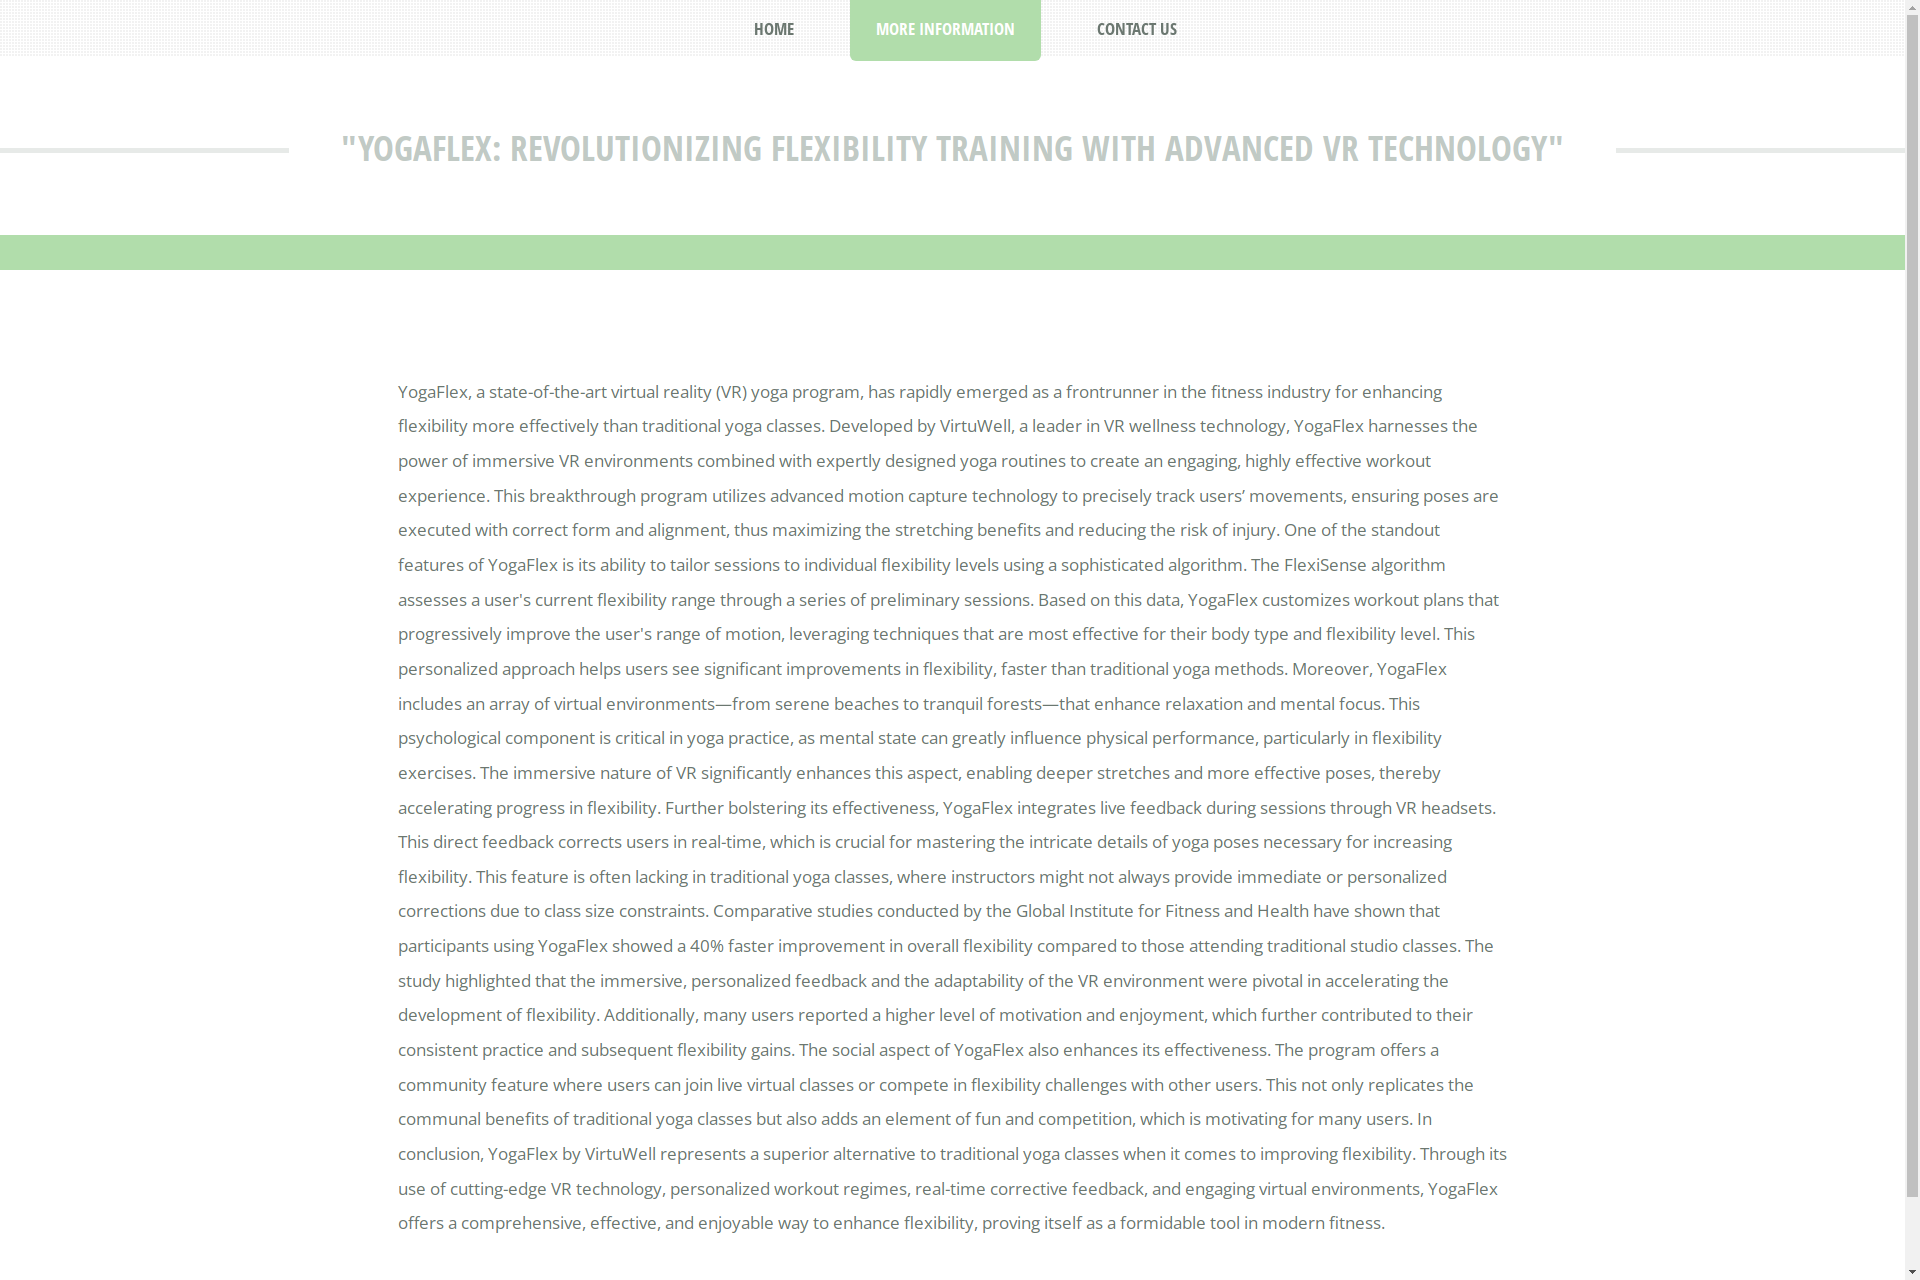 HOME
MORE INFORMATION
CONTACT US
"YOGAFLEX: REVOLUTIONIZING FLEXIBILITY TRAINING WITH ADVANCED VR TECHNOLOGY"
YogaFlex, a state-of-the-art virtual reality (VR) yoga program, has rapidly emerged as a frontrunner in the fitness industry for enhancing
flexibility more effectively than traditional yoga classes. Developed by VirtuWell, a leader in VR wellness technology, YogaFlex harnesses the
power of immersive VR environments combined with expertly designed yoga routines to create an engaging, highly effective workout
experience. This breakthrough program utilizes advanced motion capture technology to precisely track users’ movements, ensuring poses are
executed with correct form and alignment, thus maximizing the stretching benefits and reducing the risk of injury. One of the standout
features of YogaFlex is its ability to tailor sessions to individual flexibility levels using a sophisticated algorithm. The FlexiSense algorithm
assesses a user's current flexibility range through a series of preliminary sessions. Based on this data, YogaFlex customizes workout plans that
progressively improve the user's range of motion, leveraging techniques that are most effective for their body type and flexibility level. This
personalized approach helps users see significant improvements in flexibility, faster than traditional yoga methods. Moreover, YogaFlex
includes an array of virtual environments—from serene beaches to tranquil forests—that enhance relaxation and mental focus. This
psychological component is critical in yoga practice, as mental state can greatly influence physical performance, particularly in flexibility
exercises. The immersive nature of VR significantly enhances this aspect, enabling deeper stretches and more effective poses, thereby
accelerating progress in flexibility. Further bolstering its effectiveness, YogaFlex integrates live feedback during sessions through VR headsets.
This direct feedback corrects users in real-time, which is crucial for mastering the intricate details of yoga poses necessary for increasing
flexibility. This feature is often lacking in traditional yoga classes, where instructors might not always provide immediate or personalized
corrections due to class size constraints. Comparative studies conducted by the Global Institute for Fitness and Health have shown that
participants using YogaFlex showed a 40% faster improvement in overall flexibility compared to those attending traditional studio classes. The
study highlighted that the immersive, personalized feedback and the adaptability of the VR environment were pivotal in accelerating the
development of flexibility. Additionally, many users reported a higher level of motivation and enjoyment, which further contributed to their
consistent practice and subsequent flexibility gains. The social aspect of YogaFlex also enhances its effectiveness. The program offers a
community feature where users can join live virtual classes or compete in flexibility challenges with other users. This not only replicates the
communal benefits of traditional yoga classes but also adds an element of fun and competition, which is motivating for many users. In
conclusion, YogaFlex by VirtuWell represents a superior alternative to traditional yoga classes when it comes to improving flexibility. Through its
use of cutting-edge VR technology, personalized workout regimes, real-time corrective feedback, and engaging virtual environments, YogaFlex
offers a comprehensive, effective, and enjoyable way to enhance flexibility, proving itself as a formidable tool in modern fitness.